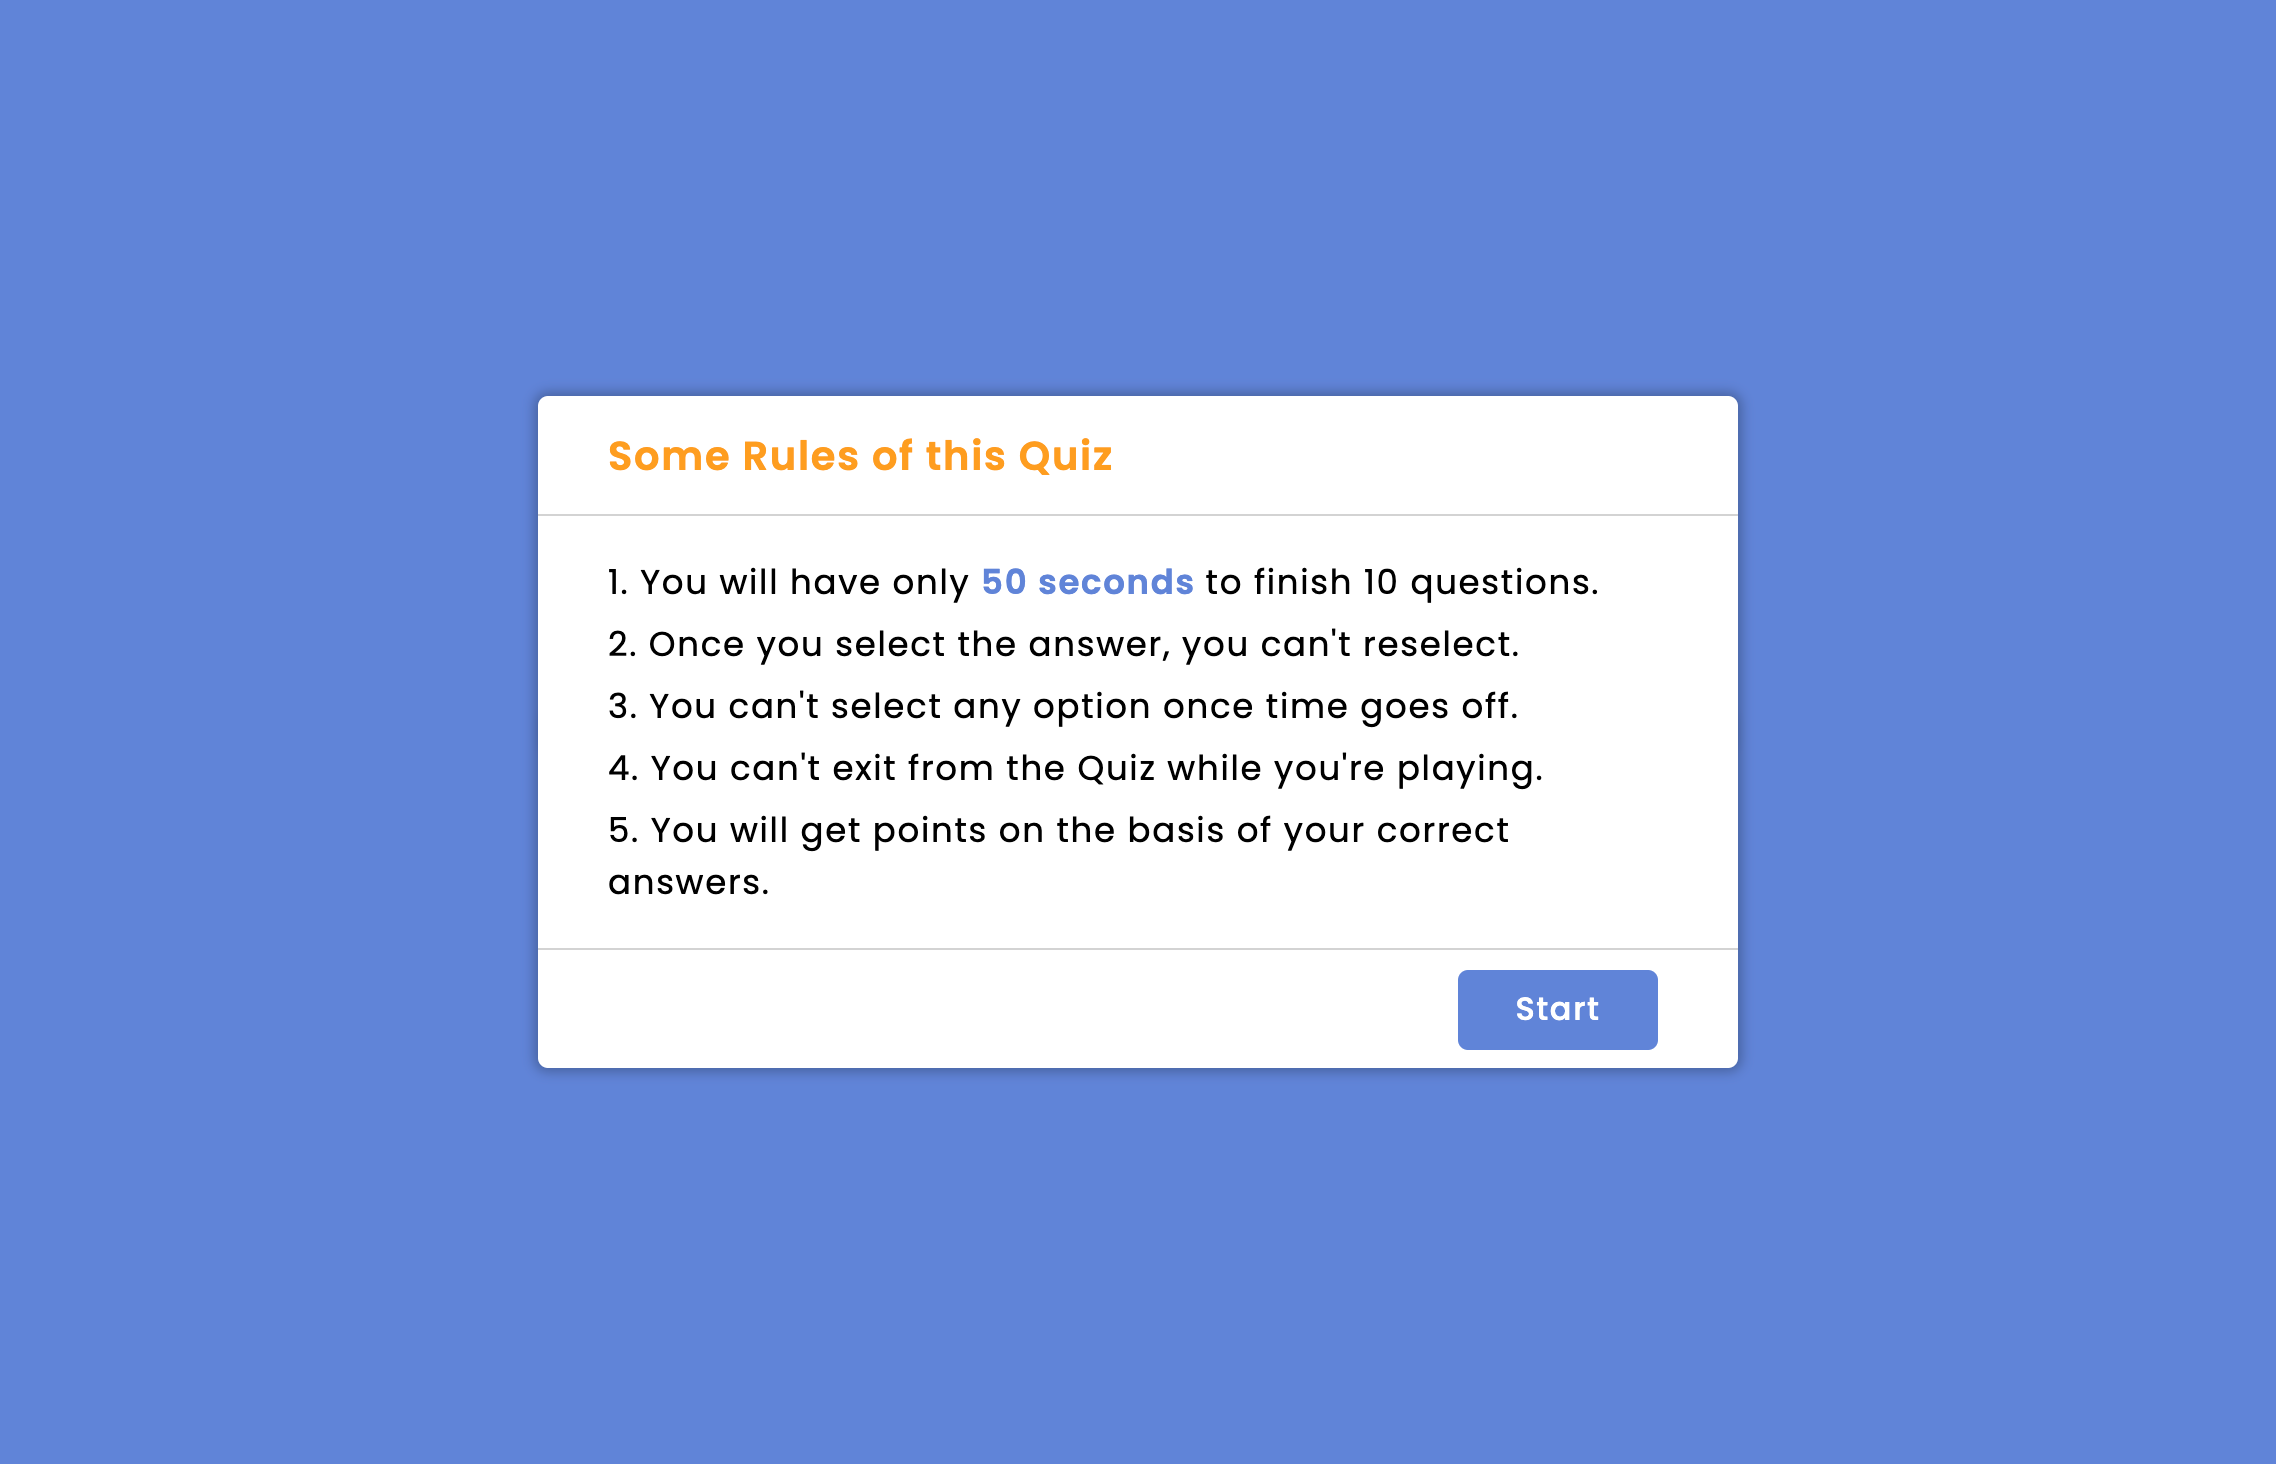 Some Rules of this Quiz
1. You will have only 50 seconds to finish 10 questions.
2. Once you select the answer, you can't reselect.
3. You can't select any option once time goes off.
4. You can't exit from the Quiz while you're playing.
5. You will get points on the basis of your correct
answers.
Start